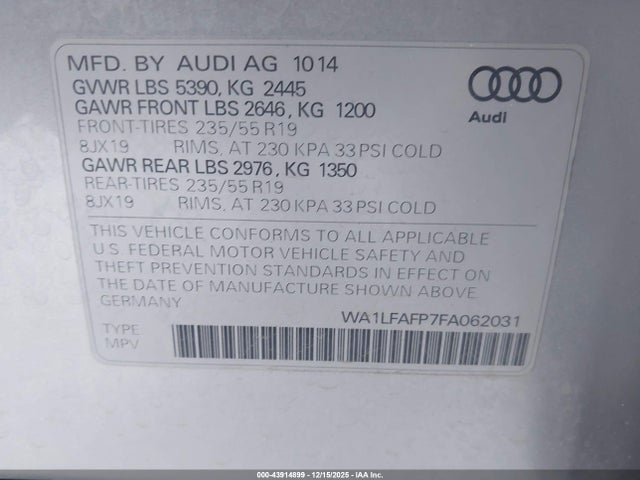 MFD. BY AUDI AG 1014
GVWR LBS 5390, KG 2445
GAWR FRONT LBS 2646, KG 1200
FRONT-TIRES 235/55 R19
8JX19 RIMS, AT 230 KPA 33 PSI COLD
GAWR REAR LBS 2976, KG 1350
REAR-TIRES 235/55 R19
8JX19 RIMS, AT 230 KPA 33 PSI COLD
Audi
THIS VEHICLE CONFORMS TO ALL APPLICABLE
U.S. FEDERAL MOTOR VEHICLE SAFETY AND
THEFT PREVENTION STANDARDS IN EFFECT ON
THE DATE OF MANUFACTURE SHOWN ABOVE.
GERMANY
WA1LFAFP7FA062031
TYPE
MPV
000-43914899 - 12/15/2025 - IAA Inc.